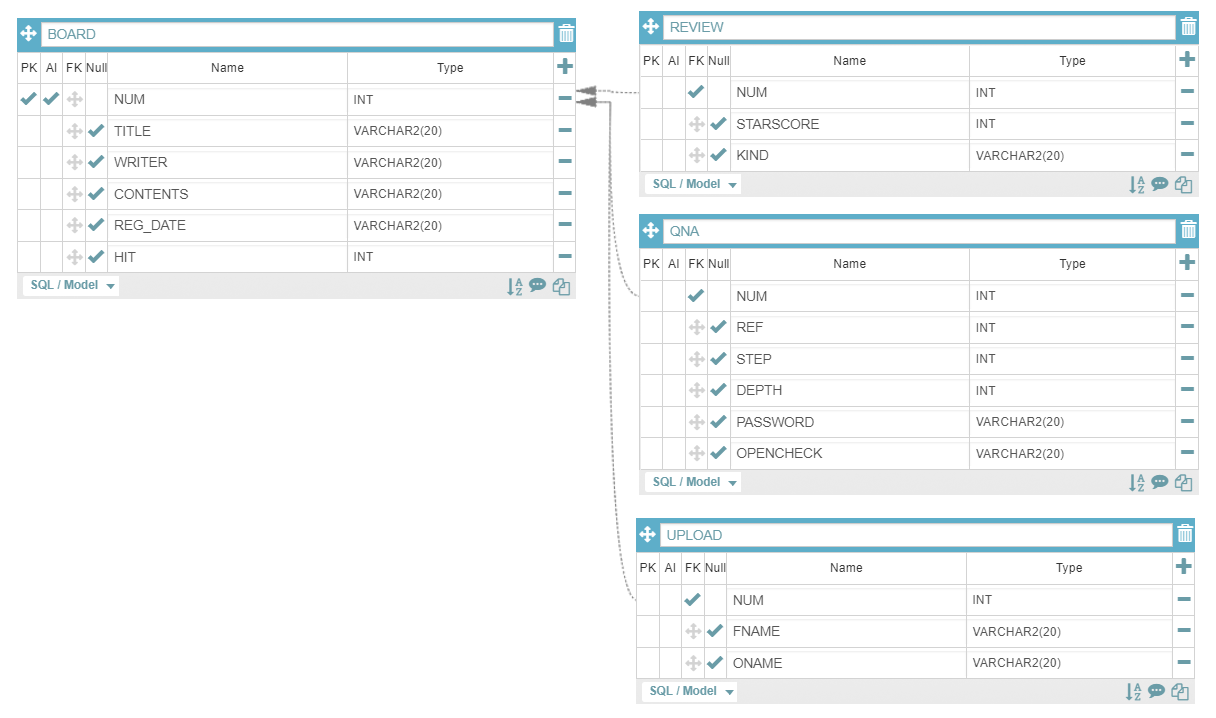 BOARD
PK AI FK Null Name Type
NUM INT
TITLE VARCHAR2(20)
WRITER VARCHAR2(20)
CONTENTS VARCHAR2(20)
REG_DATE VARCHAR2(20)
HIT INT
SQL / Model
REVIEW
PK AI FK Null Name Type
NUM INT
STARSCORE INT
KIND VARCHAR2(20)
SQL / Model
QNA
PK AI FK Null Name Type
NUM INT
REF INT
STEP INT
DEPTH INT
PASSWORD VARCHAR2(20)
OPENCHECK VARCHAR2(20)
SQL / Model
UPLOAD
PK AI FK Null Name Type
NUM INT
FNAME VARCHAR2(20)
ONAME VARCHAR2(20)
SQL / Model